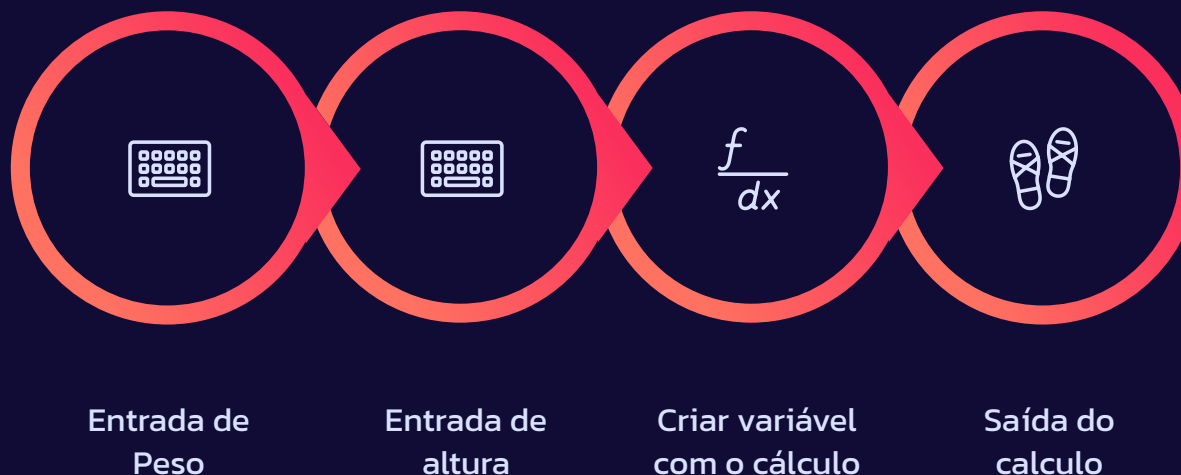 f
dx
Entrada de
Peso
Entrada de
altura
Criar variável
com o cálculo
Saída do
calculo